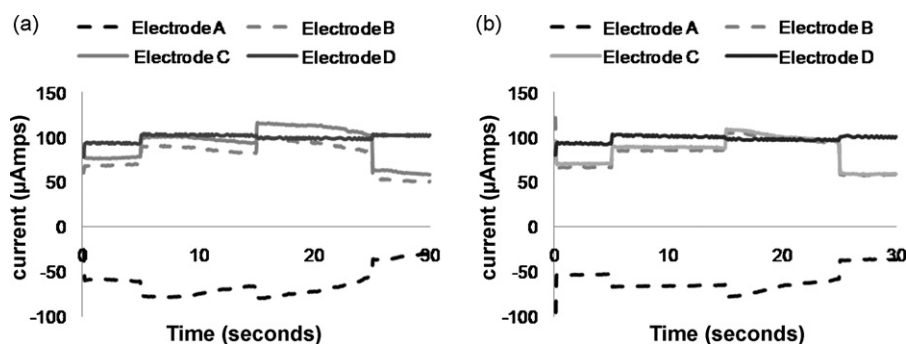 (a)
Electrode A Electrode B
Electrode C Electrode D
150
100
50
0
-50
-100
0 10 20 30
current (µAmps)
Time (seconds)
(b)
Electrode A Electrode B
Electrode C Electrode D
150
100
50
0
-50
-100
0 10 20 30
current (µAmps)
Time (seconds)